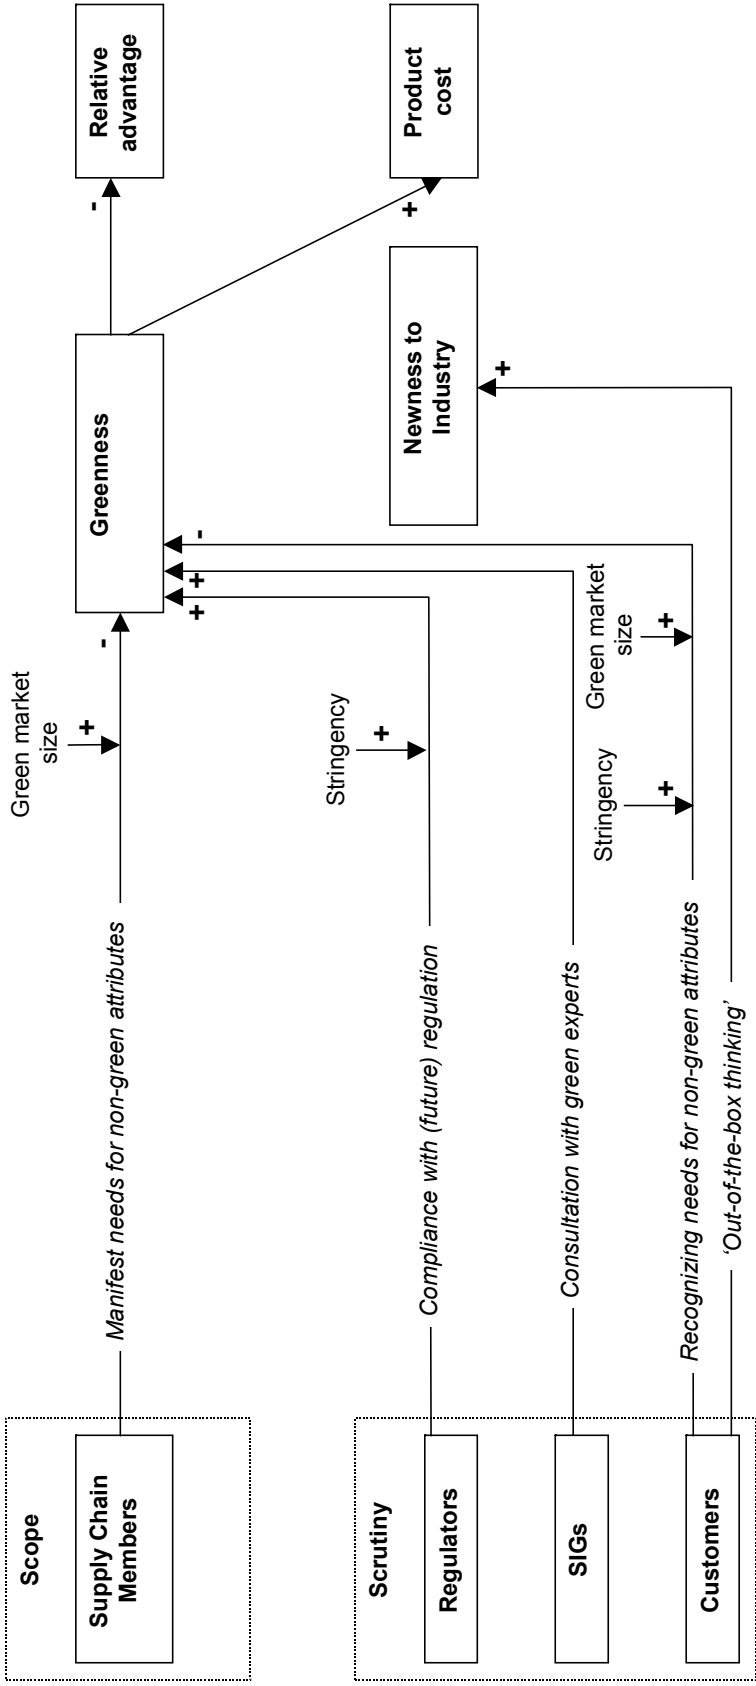 Scope
Supply Chain
Members
Manifest needs for non-green attributes
Green market
size
+
-
Greenness
-
Relative
advantage
+
Product
cost
Scrutiny
Regulators
Compliance with (future) regulation
Stringency
+
+
SIGs
Consultation with green experts
+
Customers
Recognizing needs for non-green attributes
Stringency
+
Green market
size
+
-
‘Out-of-the-box thinking’
+
Newness to
Industry